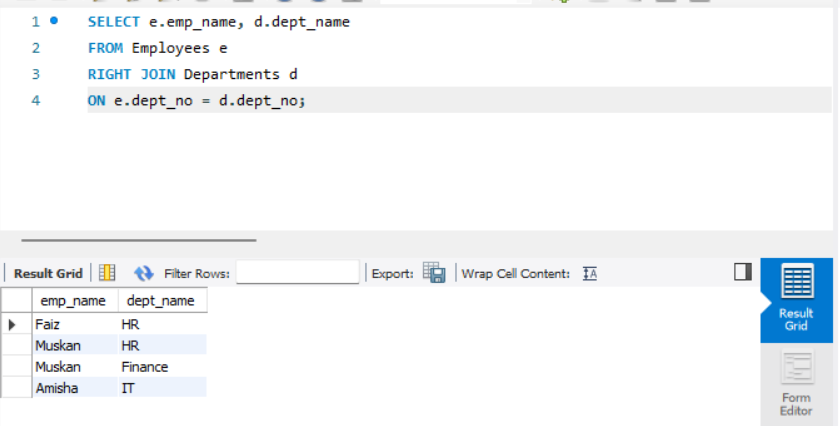 1 SELECT e.emp_name, d.dept_name
2 FROM Employees e
3 RIGHT JOIN Departments d
4 ON e.dept_no = d.dept_no;
Result Grid Filter Rows: Export: Wrap Cell Content: IA
emp_name dept_name
Faiz HR
Muskan HR
Muskan Finance
Amisha IT
Result
Grid
Form
Editor